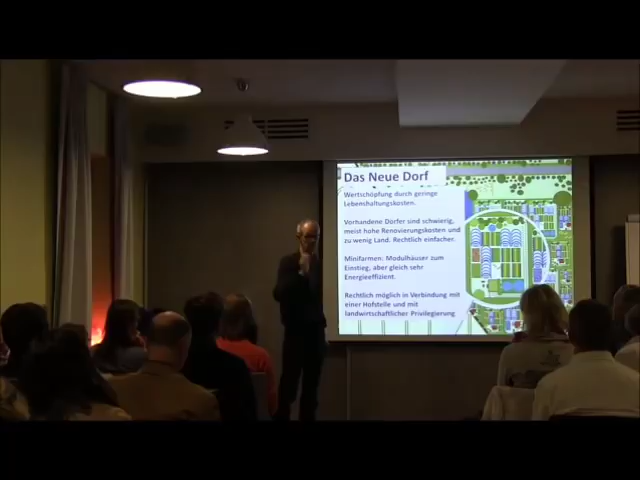 Das Neue Dorf
Wertschöpfung durch geringe
Lebenshaltungskosten.
Vorhandene Dörfer sind schwierig,
meist hohe Renovierungskosten und
zu wenig Land. Rechtlich einfacher.
Minifarmen: Modulhäuser zum
Einstieg, aber gleich sehr
Energieeffizient.
Rechtlich möglich in Verbindung mit
einer Hofstelle und mit
landwirtschaftlicher Privilegierung